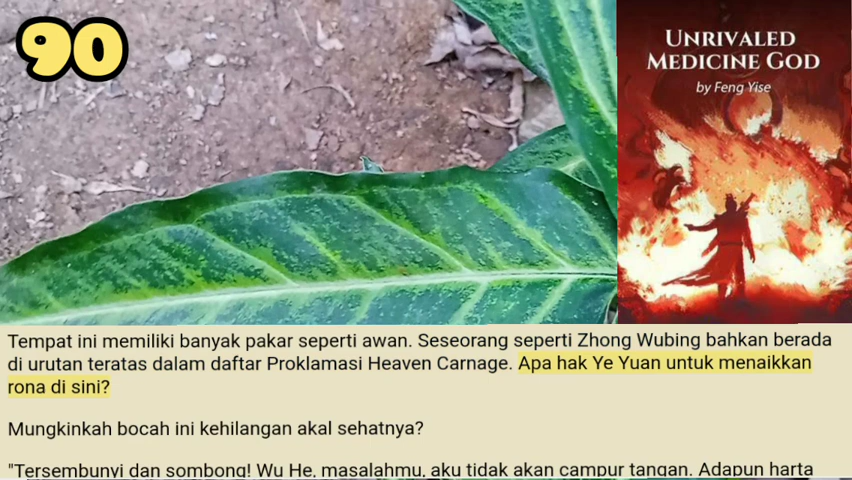 90
UNRIVALED
MEDICINE GOD
by Feng Yise
Tempat ini memiliki banyak pakar seperti awan. Seseorang seperti Zhong Wubing bahkan berada
di urutan teratas dalam daftar Proklamasi Heaven Carnage. Apa hak Ye Yuan untuk menaikkan
rona di sini?
Mungkinkah bocah ini kehilangan akal sehatnya?
"Tersembunyi dan sombong! Wu He, masalahmu, aku tidak akan campur tangan. Adapun harta